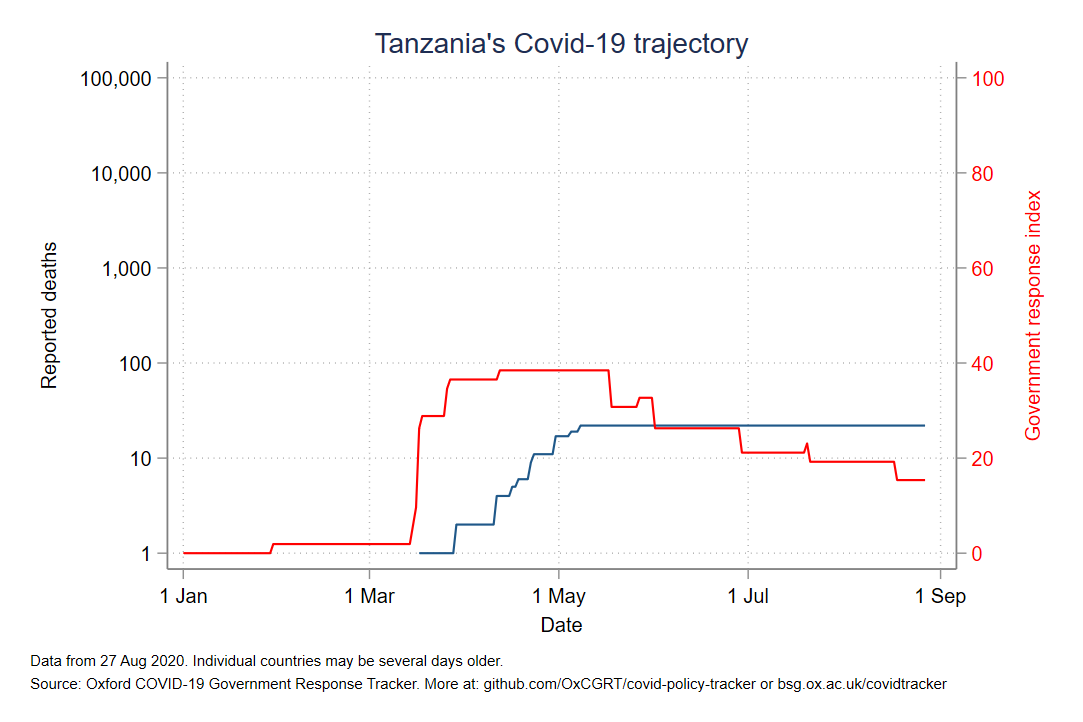 Tanzania's Covid-19 trajectory
100,000
10,000
1,000
100
10
1
Reported deaths
100
80
60
40
20
0
Government response index
1 Jan
1 Mar
1 May
1 Jul
1 Sep
Date
Data from 27 Aug 2020. Individual countries may be several days older.
Source: Oxford COVID-19 Government Response Tracker. More at: github.com/OxCGRT/covid-policy-tracker or bsg.ox.ac.uk/covidtracker